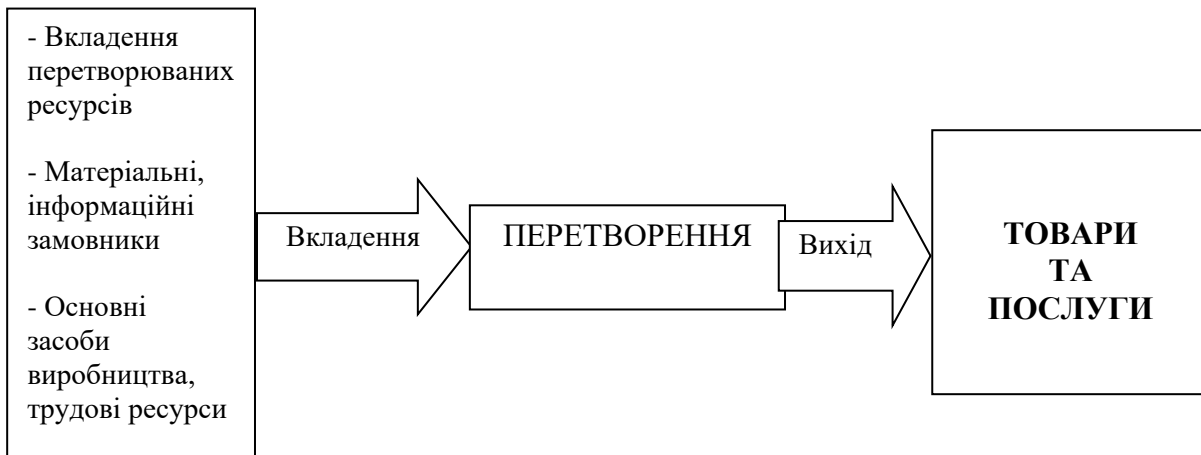 - Вкладення
перетворюваних
ресурсів
- Матеріальні,
інформаційні
замовники
- Основні
засоби
виробництва,
трудові ресурси
Вкладення
ПЕРЕТВОРЕННЯ
Вихід
ТОВАРИ
ТА
ПОСЛУГИ